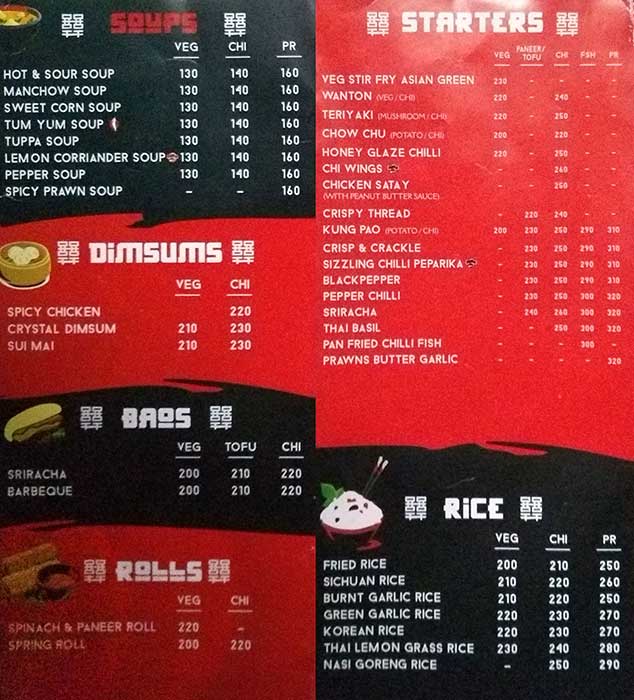 SOUPS
VEG CHI PR
HOT & SOUR SOUP 130 140 160
MANCHOW SOUP 130 140 160
SWEET CORN SOUP 130 140 160
TUM YUM SOUP 130 140 160
TUPPA SOUP 130 140 160
LEMON CORRIANDER SOUP 130 140 160
PEPPER SOUP 130 140 160
SPICY PRAWN SOUP – – 160
囍 DIMSUMS 囍
VEG CHI
SPICY CHICKEN 220
CRYSTAL DIMSUM 210 230
SUI MAI 210 230
BAOS
VEG TOFU CHI
SRIRACHA 200 210 220
BARBEQUE 200 210 220
ROLLS
VEG CHI
SPINACH & PANEER ROLL 220 –
SPRING ROLL 200 220
STARTERS
VEG PANEER/TOFU CHI FSH PR
VEG STIR FRY ASIAN GREEN 230 - - - -
WANTON (VEG / CHI) 220 - 240 - -
TERIYAKI (MUSHROOM / CHI) 220 - 250 - -
CHOW CHU (POTATO / CHI) 200 - 220 - -
HONEY GLAZE CHILLI 220 - 250 - -
CHI WINGS - - 260 - -
CHICKEN SATAY - - 250 - -
(WITH PEANUT BUTTER SAUCE)
CRISPY THREAD - 220 240 - -
KUNG PAO (POTATO / CHI) 200 230 250 290 310
CRISP & CRACKLE - 230 250 290 310
SIZZLING CHILLI PEPARIKA - 230 250 290 310
BLACKPEPPER - 230 250 290 310
PEPPER CHILLI - 230 250 300 320
SRIRACHA - 240 260 300 320
THAI BASIL - - 250 300 320
PAN FRIED CHILLI FISH - - - 300 -
PRAWNS BUTTER GARLIC - - - - 320
RICE
VEG CHI PR
FRIED RICE 200 210 250
SICHUAN RICE 210 220 260
BURNT GARLIC RICE 210 220 250
GREEN GARLIC RICE 220 230 270
KOREAN RICE 220 230 270
THAI LEMON GRASS RICE 230 240 280
NASI GORENG RICE – 250 290